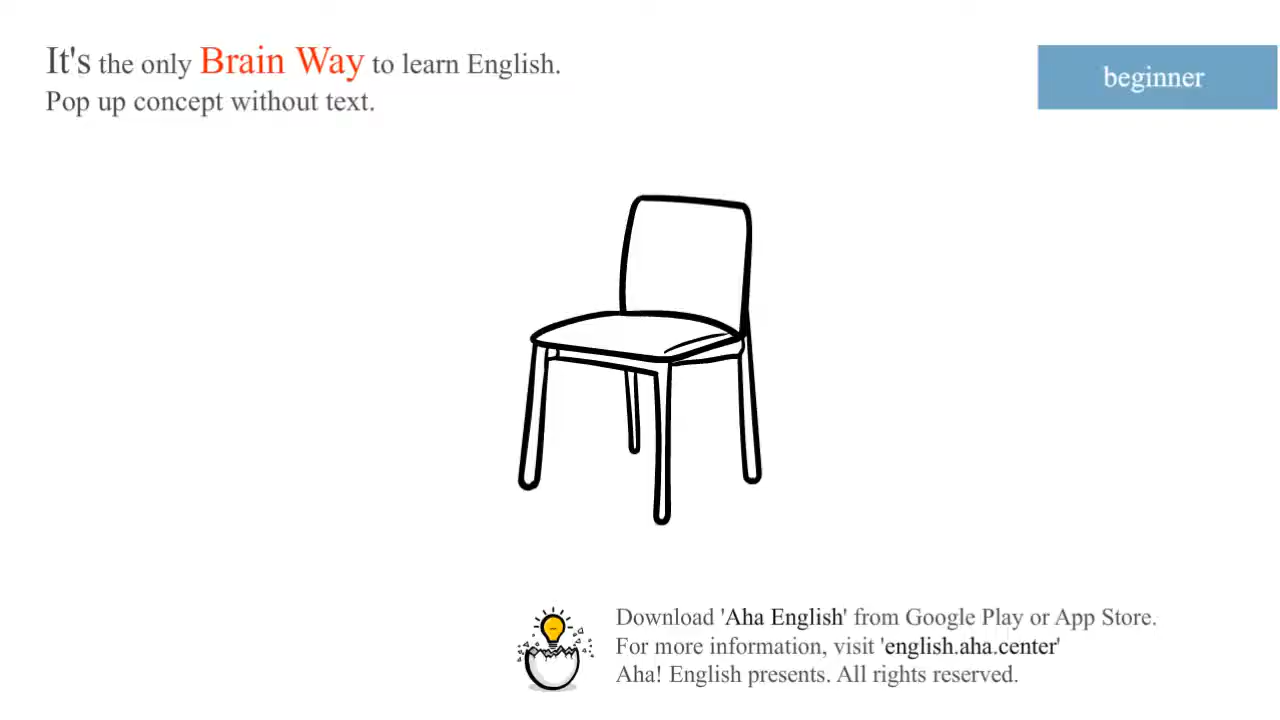 It's the only Brain Way to learn English.
Pop up concept without text.
beginner
Download 'Aha English' from Google Play or App Store.
For more information, visit 'english.aha.center'
Aha! English presents. All rights reserved.